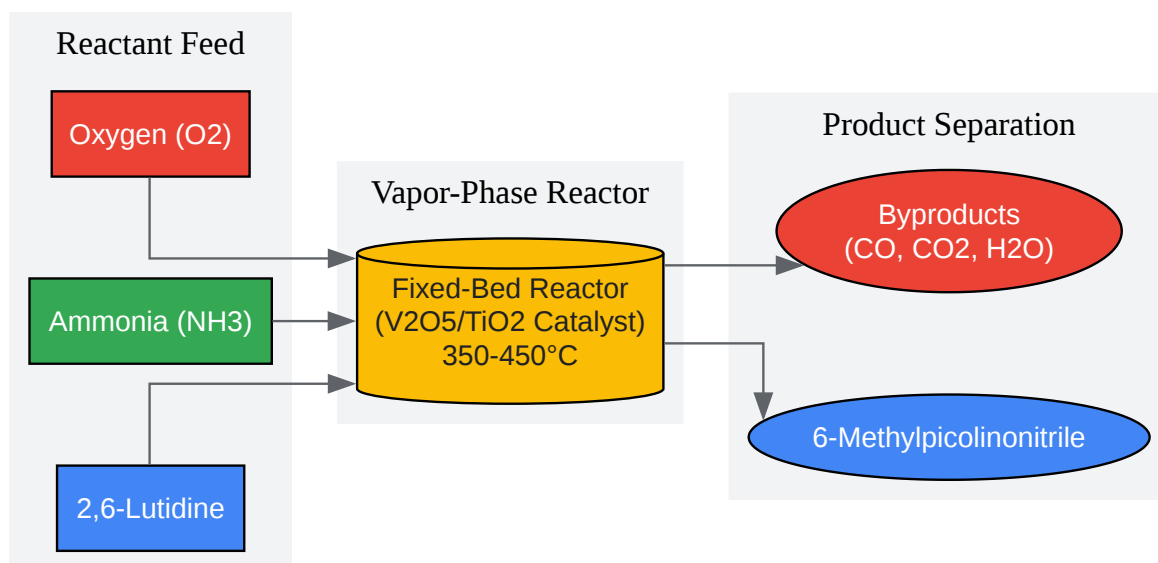 Reactant Feed
Oxygen (O2)
Ammonia (NH3)
2,6-Lutidine
Vapor-Phase Reactor
Fixed-Bed Reactor
(V2O5/TiO2 Catalyst)
350-450°C
Product Separation
Byproducts
(CO, CO2, H2O)
6-Methylpicolinonitrile